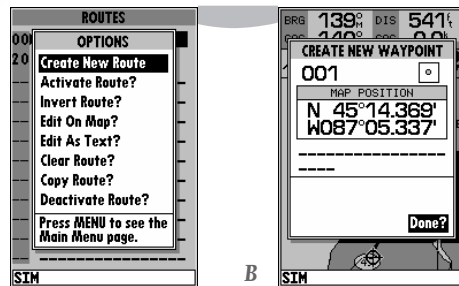 ROUTES
OPTIONS
Create New Route
Activate Route?
Invert Route?
Edit On Map?
Edit As Text?
Clear Route?
Copy Route?
Deactivate Route?
Press MENU to see the
Main Menu page.
SIM
B
BRG 139°M DIS 541
CREATE NEW WAYPOINT
001
MAP POSITION
N 45°14.369'
W087°05.337'
Done?
SIM